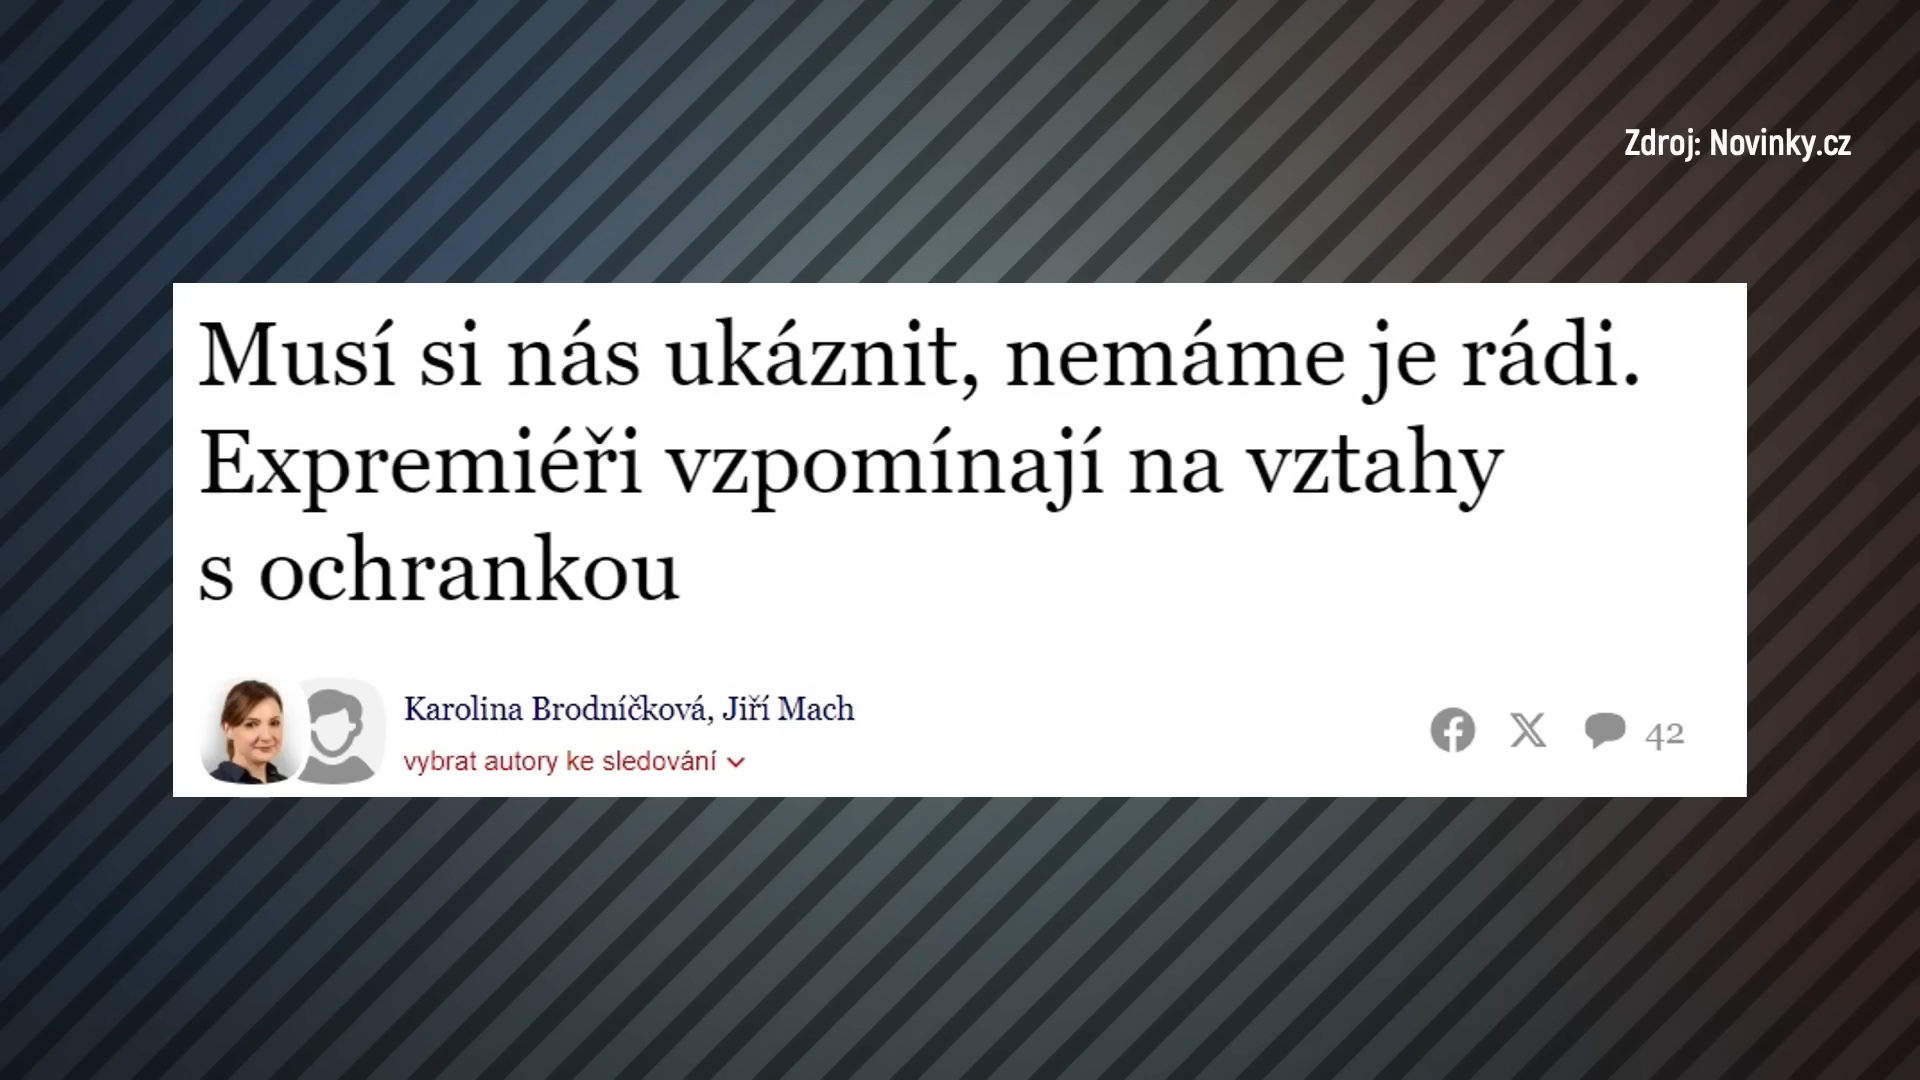 Zdroj: Novinky.cz
Musí si nás ukáznit, nemáme je rádi.
Expremiéři vzpomínají na vztahy
s ochrankou
Karolina Brodníčková, Jiří Mach
vybrat autory ke sledování
42